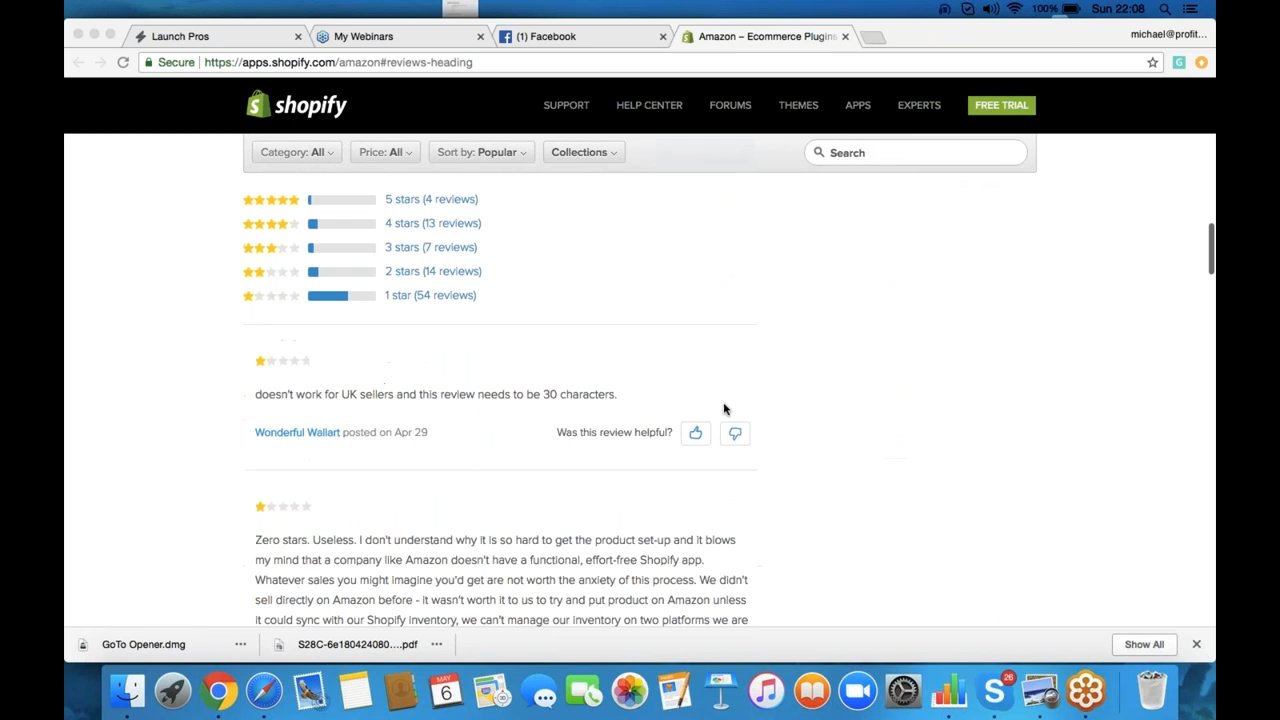 100% Sun 22:08
Launch Pros
My Webinars
(1) Facebook
Amazon – Ecommerce Plugins
michael@profit...
Secure https://apps.shopify.com/amazon#reviews-heading
shopify
SUPPORT HELP CENTER FORUMS THEMES APPS EXPERTS FREE TRIAL
Category: All Price: All Sort by: Popular Collections Search
5 stars (4 reviews)
4 stars (13 reviews)
3 stars (7 reviews)
2 stars (14 reviews)
1 star (54 reviews)
doesn't work for UK sellers and this review needs to be 30 characters.
Wonderful Wallart posted on Apr 29 Was this review helpful?
Zero stars. Useless. I don't understand why it is so hard to get the product set-up and it blows
my mind that a company like Amazon doesn't have a functional, effort-free Shopify app.
Whatever sales you might imagine you'd get are not worth the anxiety of this process. We didn't
sell directly on Amazon before - it wasn't worth it to us to try and put product on Amazon unless
it could sync with our Shopify inventory, we can't manage our inventory on two platforms we are
GoTo Opener.dmg S28C-6e180424080....pdf Show All
MAY
6
26